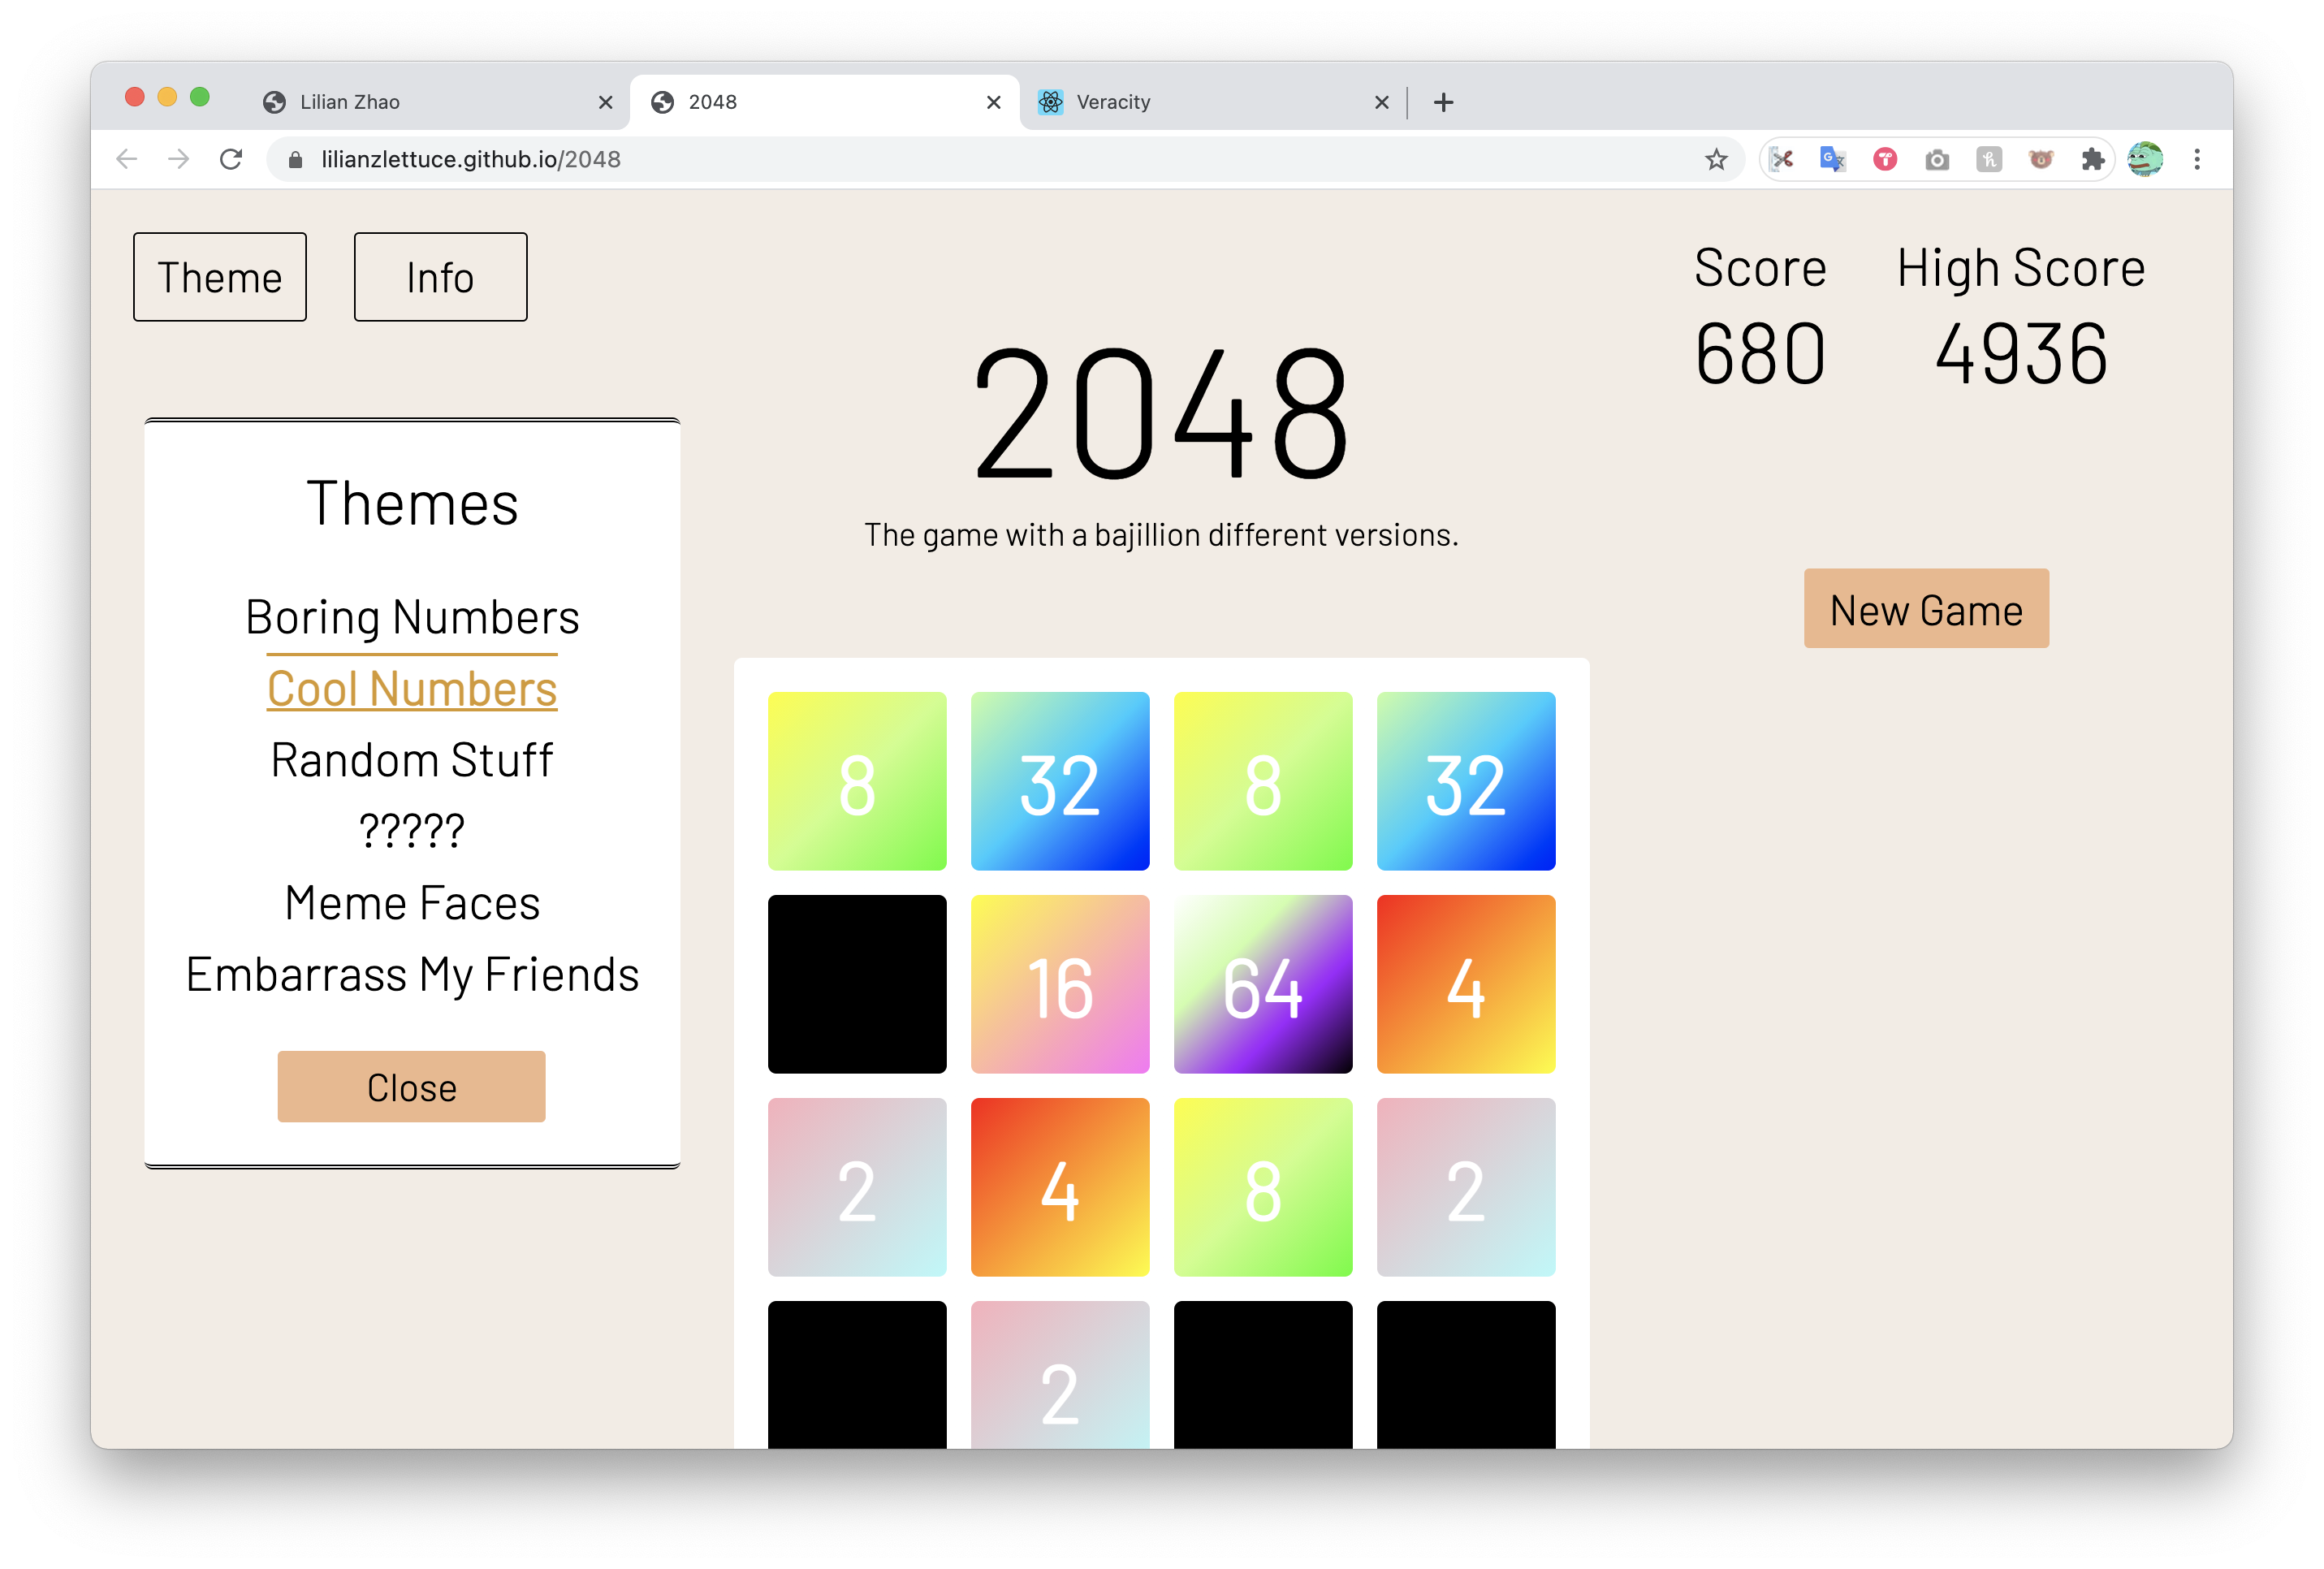 Lilian Zhao
2048
Veracity
lilianzlettuce.github.io/2048
Theme
Info
Score
High Score
680
4936
2048
The game with a bajillion different versions.
New Game
Themes
Boring Numbers
Cool Numbers
Random Stuff
?????
Meme Faces
Embarrass My Friends
Close
8 32 8 32
16 64 4
2 4 8 2
2